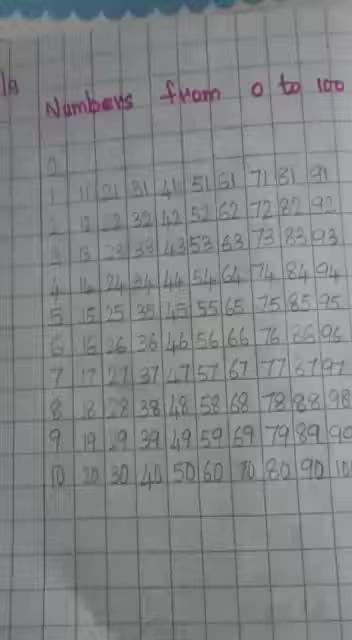 Numbers from 0 to 100
0
1 11 21 31 41 51 61 71 81 91
2 12 22 32 42 52 62 72 82 92
3 13 23 33 43 53 63 73 83 93
4 14 24 34 44 54 64 74 84 94
5 15 25 35 45 55 65 75 85 95
6 16 26 36 46 56 66 76 86 96
7 17 27 37 47 57 67 77 87 97
8 18 28 38 48 58 68 78 88 98
9 19 29 39 49 59 69 79 89 99
10 20 30 40 50 60 70 80 90 10